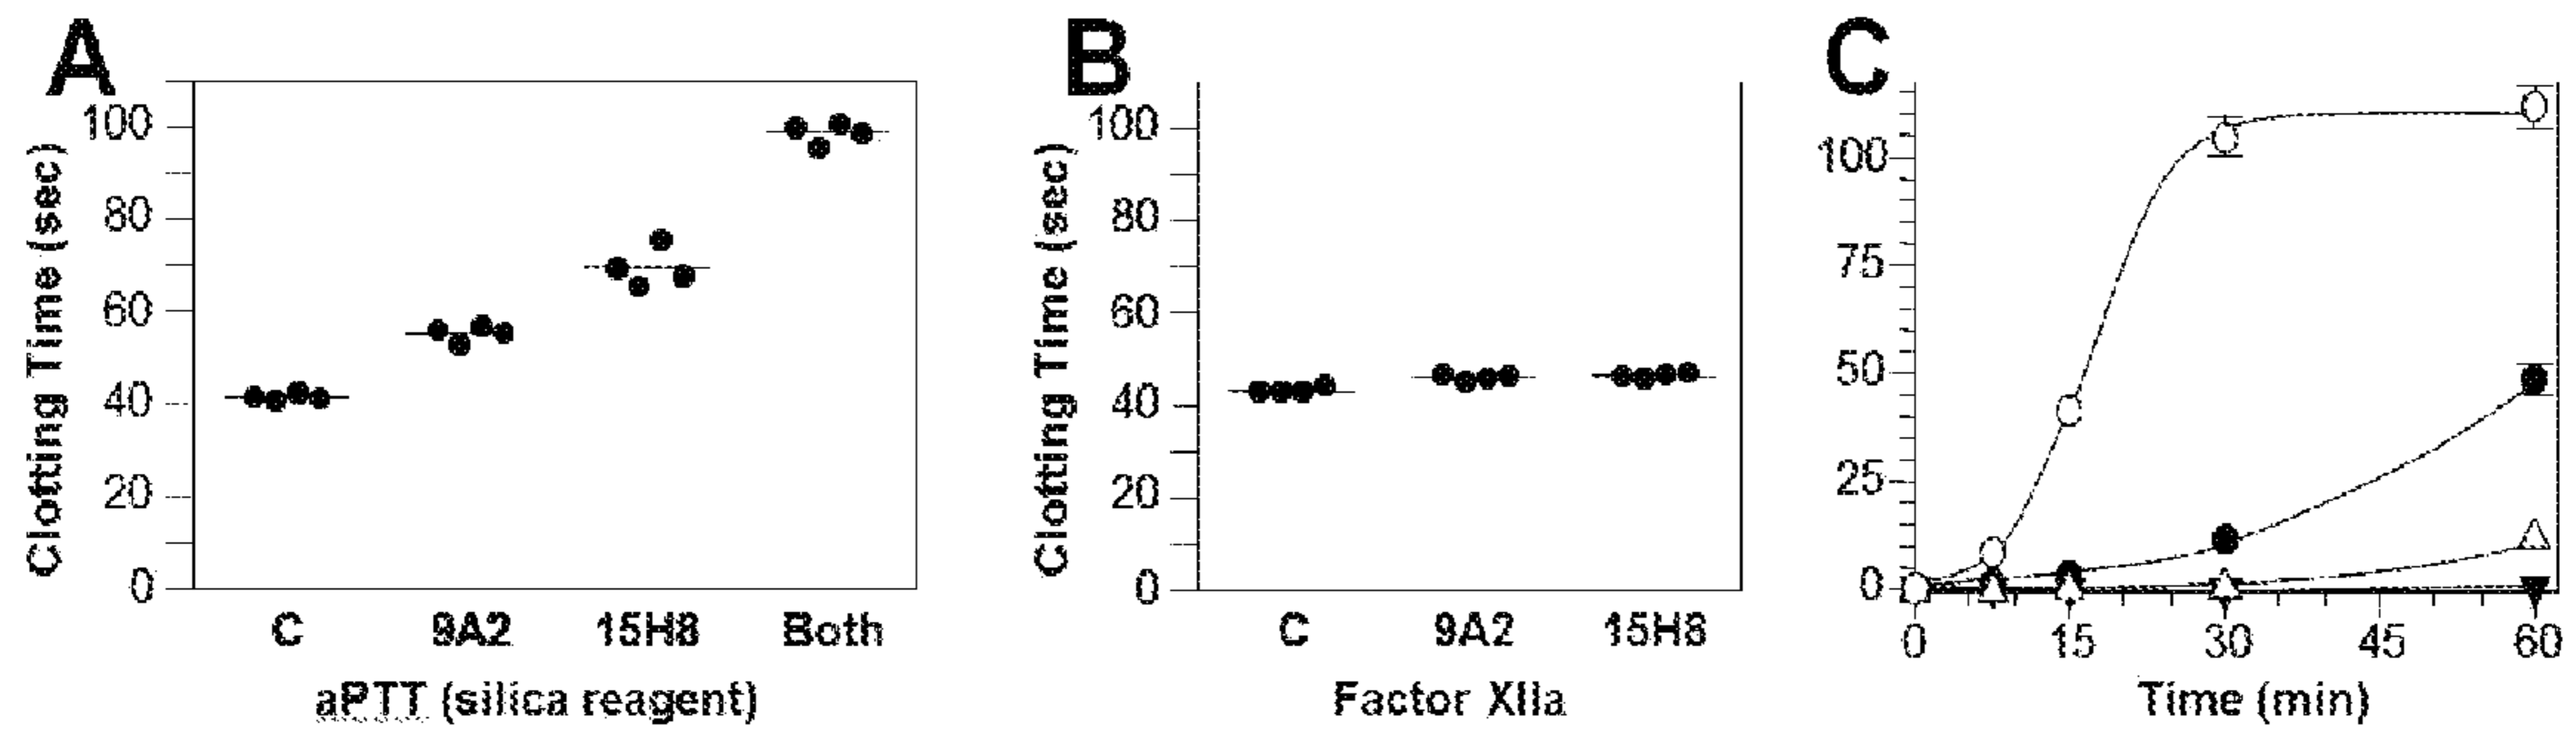 A
Clotting Time (sec)
100
80
60
40
20
0
C 9A2 15H8 Both
aPTT (silica reagent)
B
Clotting Time (sec)
100
80
60
40
20
0
C 9A2 15H8
Factor XIIa
C
100
75
50
25
0
0 15 30 45 60
Time (min)